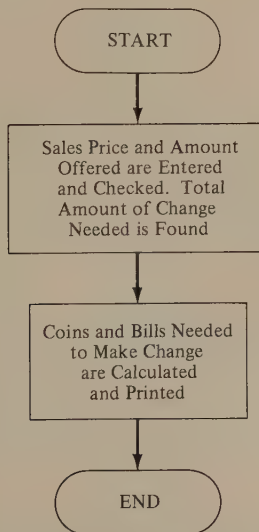 START
Sales Price and Amount
Offered are Entered
and Checked. Total
Amount of Change
Needed is Found
Coins and Bills Needed
to Make Change
are Calculated
and Printed
END